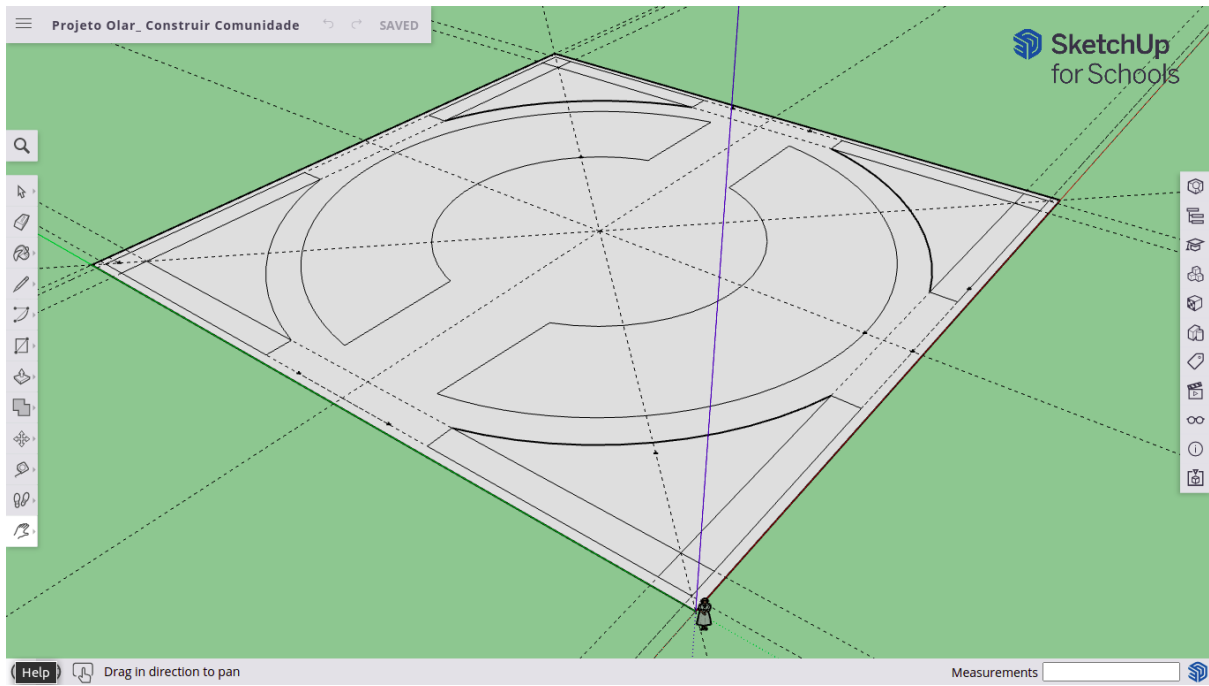 Projeto Olar_ Construir Comunidade
SAVED
SketchUp
for Schools
Help
Drag in direction to pan
Measurements